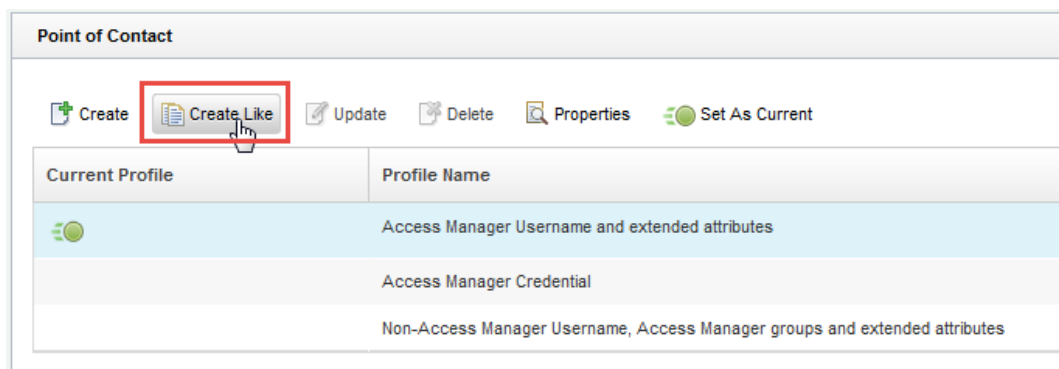 Point of Contact
Create Create Like Update Delete Properties Set As Current
Current Profile Profile Name
Access Manager Username and extended attributes
Access Manager Credential
Non-Access Manager Username, Access Manager groups and extended attributes